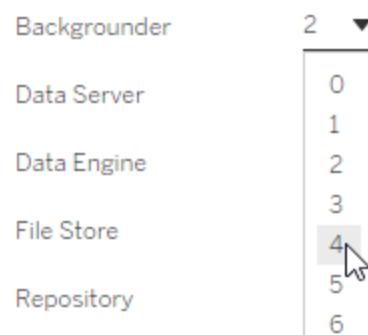 Backgrounder 2
0
Data Server
1
Data Engine 2
3
File Store
4
5
Repository
6